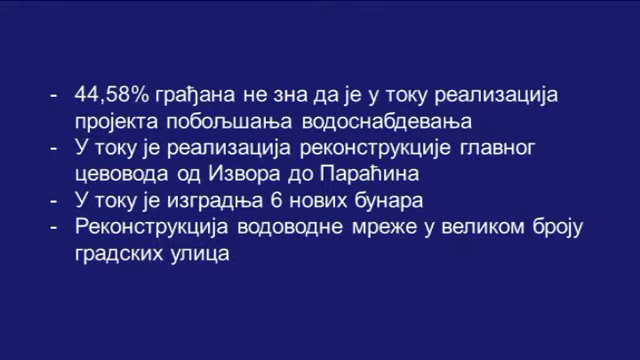 - 44,58% грађана не зна да је у току реализација
пројекта побољшања водоснабдевања
- У току је реализација реконструкције главног
цевовода од Извора до Параћина
- У току је изградња 6 нових бунара
- Реконструкција водоводне мреже у великом броју
градских улица